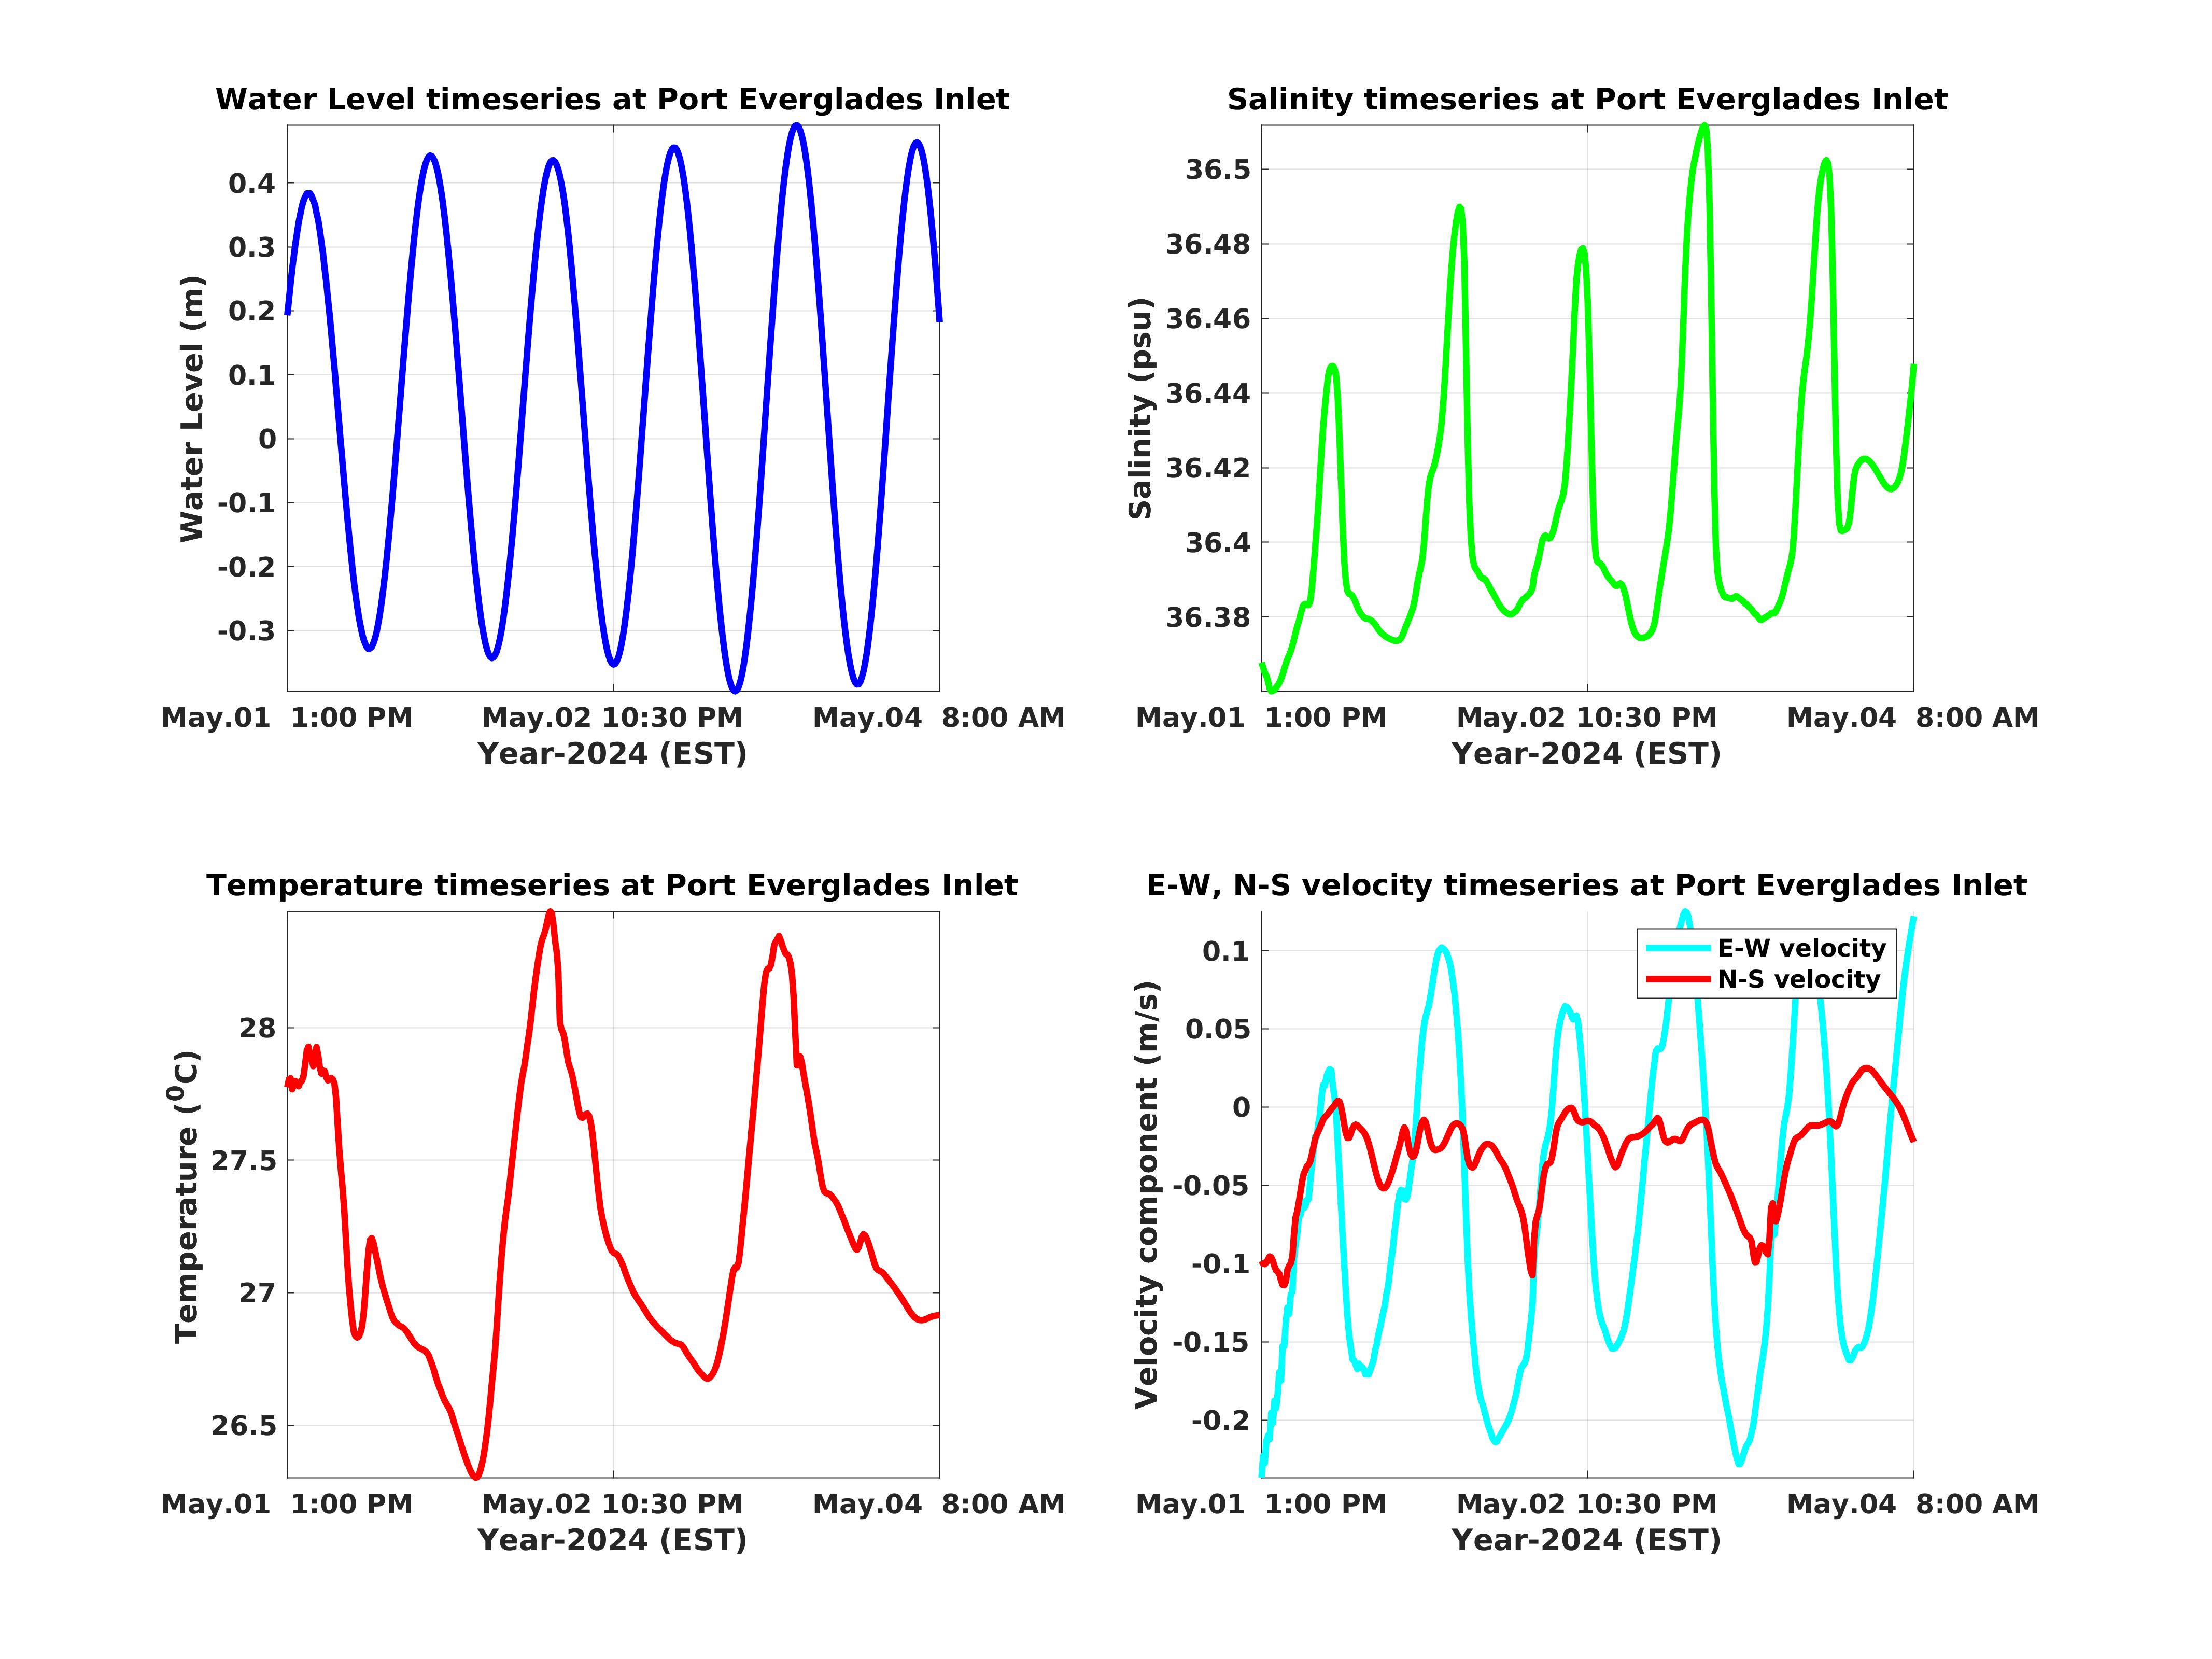 Water Level timeseries at Port Everglades Inlet
Water Level (m)
0.4
0.3
0.2
0.1
0
-0.1
-0.2
-0.3
May.01 1:00 PM May.02 10:30 PM May.04 8:00 AM
Year-2024 (EST)
Salinity timeseries at Port Everglades Inlet
Salinity (psu)
36.5
36.48
36.46
36.44
36.42
36.4
36.38
May.01 1:00 PM May.02 10:30 PM May.04 8:00 AM
Year-2024 (EST)
Temperature timeseries at Port Everglades Inlet
Temperature (⁰C)
28
27.5
27
26.5
May.01 1:00 PM May.02 10:30 PM May.04 8:00 AM
Year-2024 (EST)
E-W, N-S velocity timeseries at Port Everglades Inlet
Velocity component (m/s)
0.1
0.05
0
-0.05
-0.1
-0.15
-0.2
E-W velocity
N-S velocity
May.01 1:00 PM May.02 10:30 PM May.04 8:00 AM
Year-2024 (EST)